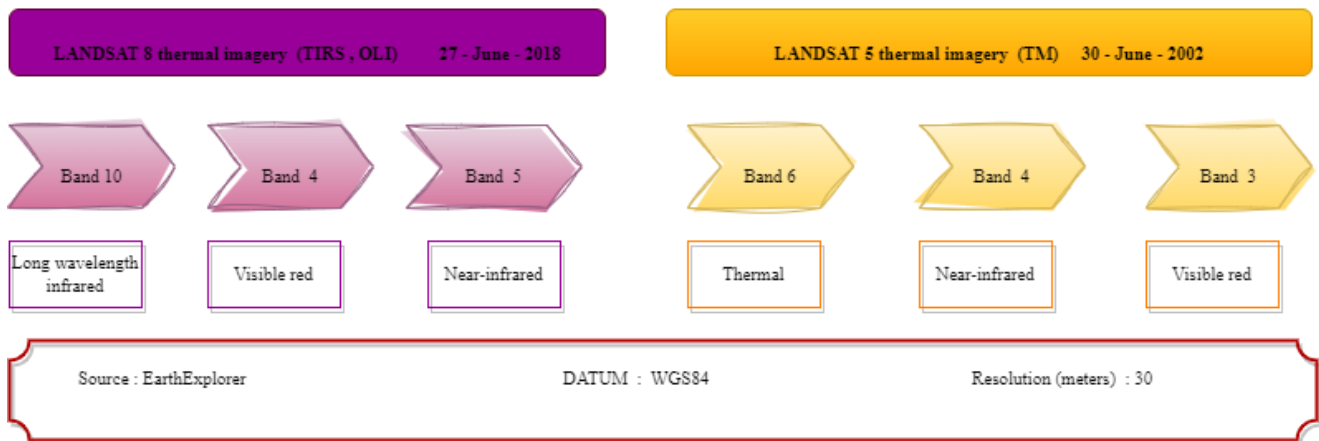 LANDSAT 8 thermal imagery (TIRS , OLI) 27 - June - 2018
LANDSAT 5 thermal imagery (TM) 30 - June - 2002
Band 10
Band 4
Band 5
Band 6
Band 4
Band 3
Long wavelength
infrared
Visible red
Near-infrared
Thermal
Near-infrared
Visible red
Source : EarthExplorer
DATUM : WGS84
Resolution (meters) : 30